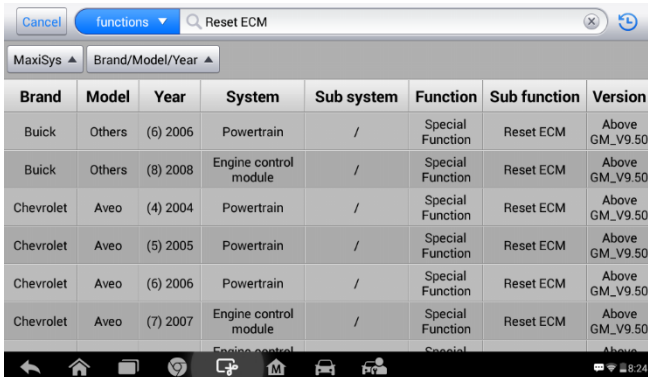 Cancel functions ▼ Reset ECM
MaxiSys ▲ Brand/Model/Year ▲
Brand Model Year System Sub system Function Sub function Version
Buick Others (6) 2006 Powertrain / Special Function Reset ECM Above GM_V9.50
Buick Others (8) 2008 Engine control module / Special Function Reset ECM Above GM_V9.50
Chevrolet Aveo (4) 2004 Powertrain / Special Function Reset ECM Above GM_V9.50
Chevrolet Aveo (5) 2005 Powertrain / Special Function Reset ECM Above GM_V9.50
Chevrolet Aveo (6) 2006 Powertrain / Special Function Reset ECM Above GM_V9.50
Chevrolet Aveo (7) 2007 Engine control module / Special Function Reset ECM Above GM_V9.50
Engine control Special Above
M 8:24